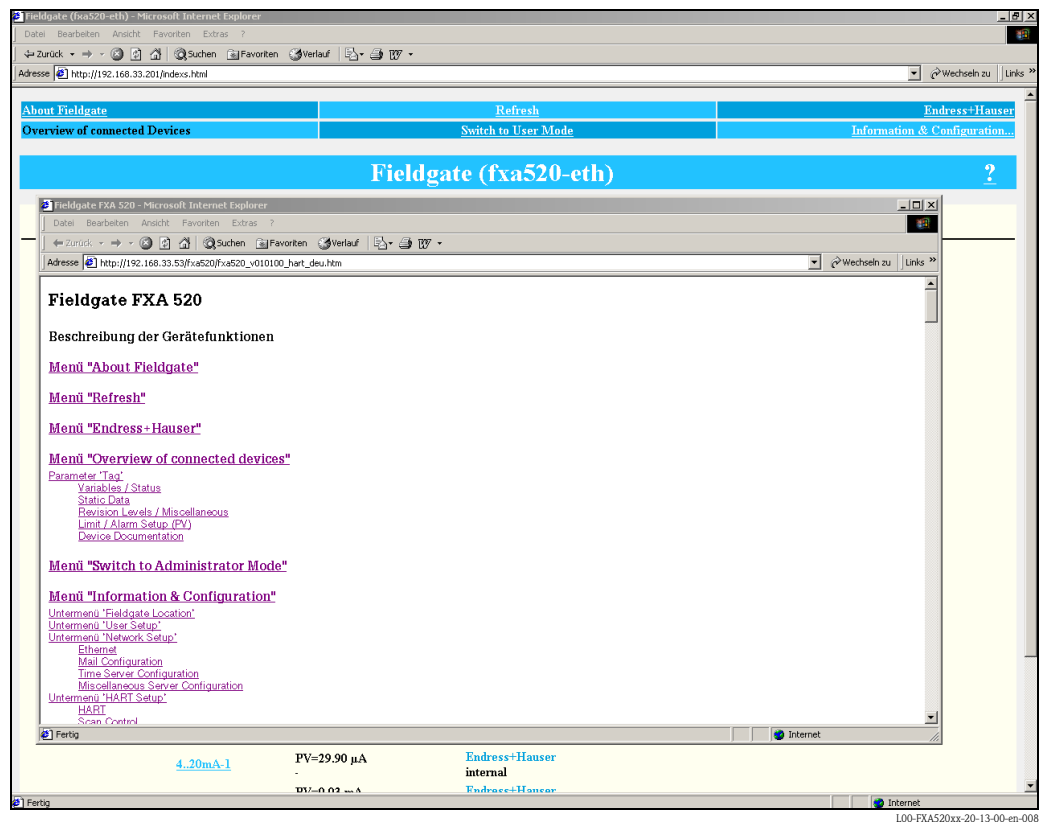 Fieldgate (fxa520-eth) - Microsoft Internet Explorer
Datei Bearbeiten Ansicht Favoriten Extras ?
Zurück Suchen Favoriten Verlauf
Adresse http://192.168.33.201/indexs.html Wechseln zu Links »
About Fieldgate Refresh Endress+Hauser
Overview of connected Devices Switch to User Mode Information & Configuration...
Fieldgate (fxa520-eth) ?
Fieldgate FXA 520 - Microsoft Internet Explorer
Datei Bearbeiten Ansicht Favoriten Extras ?
Zurück Suchen Favoriten Verlauf
Adresse http://192.168.33.53/fxa520/fxa520_v010100_hart_deu.htm Wechseln zu Links »
Fieldgate FXA 520
Beschreibung der Gerätefunktionen
Menü "About Fieldgate"
Menü "Refresh"
Menü "Endress+Hauser"
Menü "Overview of connected devices"
Parameter 'Tag'
Variables / Status
Static Data
Revision Levels / Miscellaneous
Limit / Alarm Setup (PV)
Device Documentation
Menü "Switch to Administrator Mode"
Menü "Information & Configuration"
Untermenü 'Fieldgate Location'
Untermenü 'User Setup'
Untermenü 'Network Setup'
Ethernet
Mail Configuration
Time Server Configuration
Miscellaneous Server Configuration
Untermenü 'HART Setup'
HART
Scan Control
Fertig Internet
4..20mA-1 PV=29.90 µA Endress+Hauser
- internal
PV=0.03 mA Endress+Hauser
Fertig Internet
L00-FXA520xx-20-13-00-en-008